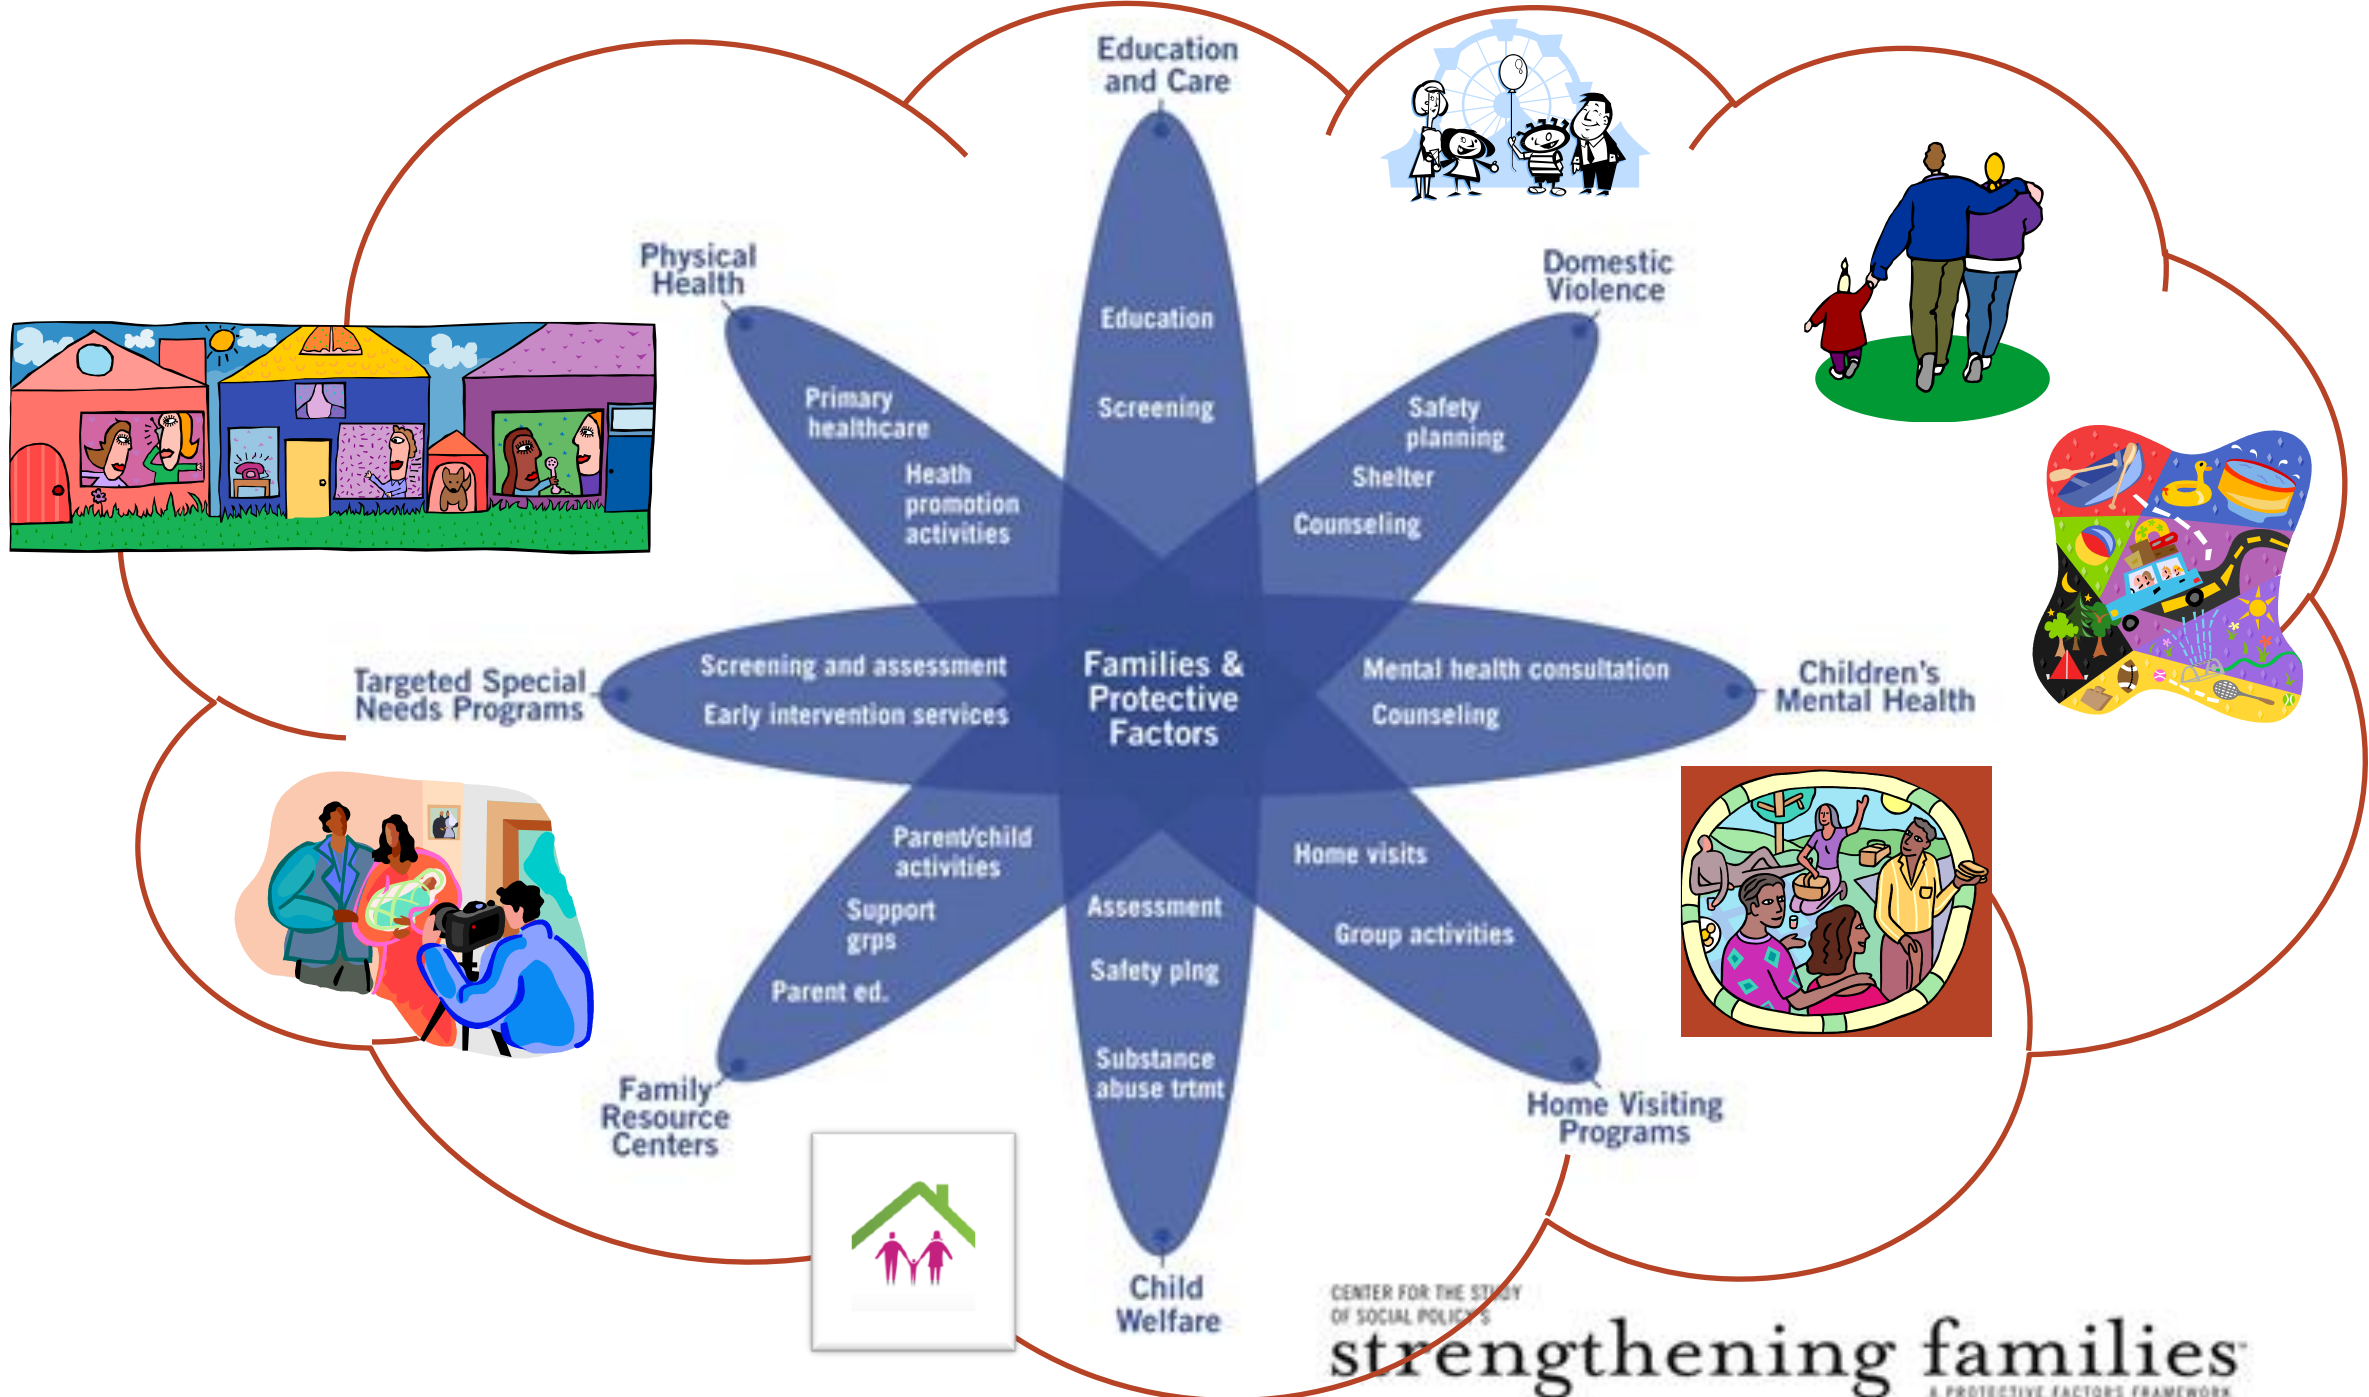 Education
and Care
Physical
Health
Domestic
Violence
Education
Screening
Primary
healthcare
Heath
promotion
activities
Safety
planning
Shelter
Counseling
Targeted Special
Needs Programs
Screening and assessment
Early intervention services
Families &
Protective
Factors
Mental health consultation
Counseling
Children's
Mental Health
Parent/child
activities
Support
grps
Parent ed.
Assessment
Safety plng
Substance
abuse trtmt
Home visits
Group activities
Family
Resource
Centers
Home Visiting
Programs
Child
Welfare
CENTER FOR THE STUDY
OF SOCIAL POLICY'S
strengthening families
A PROTECTIVE FACTORS FRAMEWORK